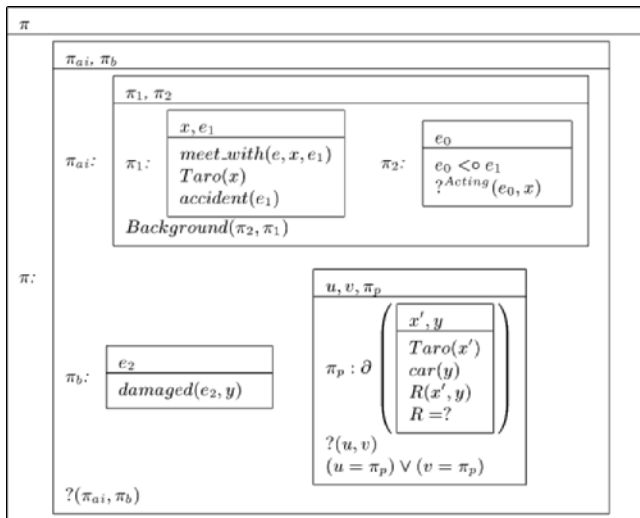 π
π_ai, π_b
π_1, π_2
x, e_1
meet_with(e, x, e_1)
Taro(x)
accident(e_1)
π_1:
e_0
e_0 <∘ e_1
?^Acting(e_0, x)
π_2:
π_ai:
Background(π_2, π_1)
π:
u, v, π_p
x′, y
Taro(x′)
car(y)
R(x′, y)
R =?
π_p : ∂
?(u, v)
(u = π_p) ∨ (v = π_p)
e_2
damaged(e_2, y)
π_b:
?(π_ai, π_b)